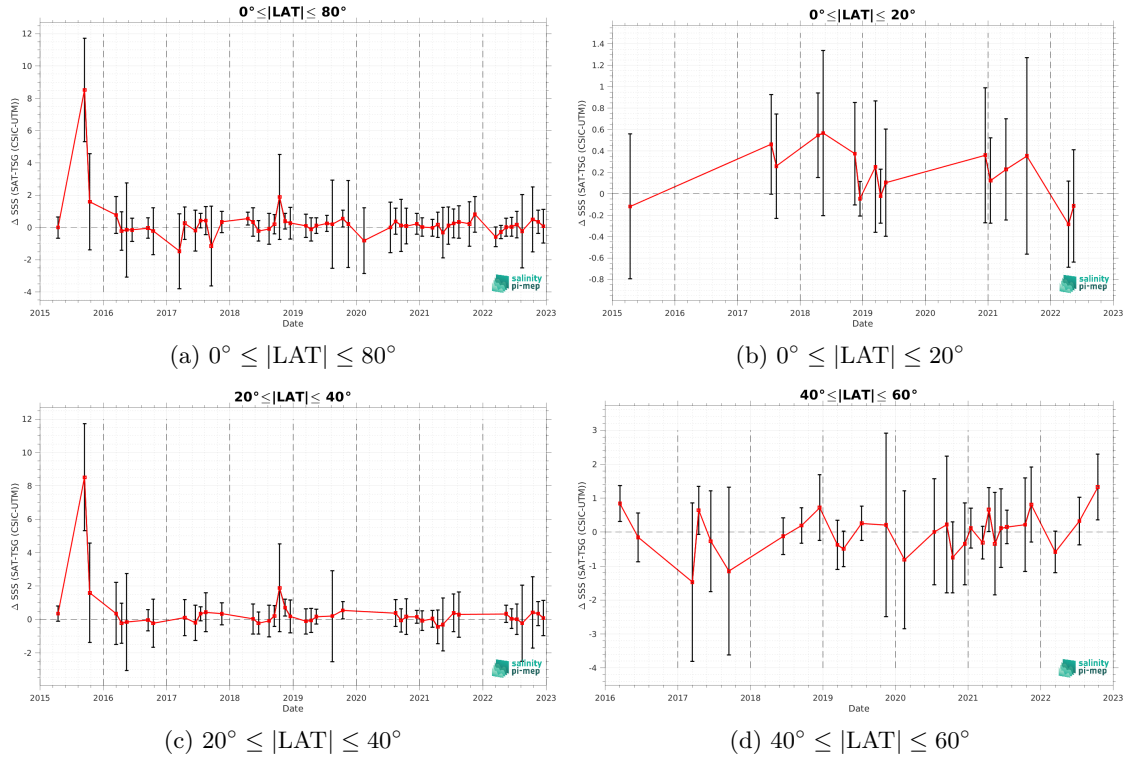 0°≤|LAT|≤ 80°
Δ SSS (SAT-TSG (CSIC-UTM))
12
10
8
6
4
2
0
−2
−4
2015 2016 2017 2018 2019 2020 2021 2022 2023
Date
salinity
pi-mep
(a) 0° ≤ |LAT| ≤ 80°
0°≤|LAT|≤ 20°
Δ SSS (SAT-TSG (CSIC-UTM))
1.4
1.2
1
0.8
0.6
0.4
0.2
0
−0.2
−0.4
−0.6
−0.8
2015 2016 2017 2018 2019 2020 2021 2022 2023
Date
salinity
pi-mep
(b) 0° ≤ |LAT| ≤ 20°
20°≤|LAT|≤ 40°
Δ SSS (SAT-TSG (CSIC-UTM))
12
10
8
6
4
2
0
−2
2015 2016 2017 2018 2019 2020 2021 2022 2023
Date
salinity
pi-mep
(c) 20° ≤ |LAT| ≤ 40°
40°≤|LAT|≤ 60°
Δ SSS (SAT-TSG (CSIC-UTM))
3
2
1
0
−1
−2
−3
−4
2016 2017 2018 2019 2020 2021 2022 2023
Date
salinity
pi-mep
(d) 40° ≤ |LAT| ≤ 60°